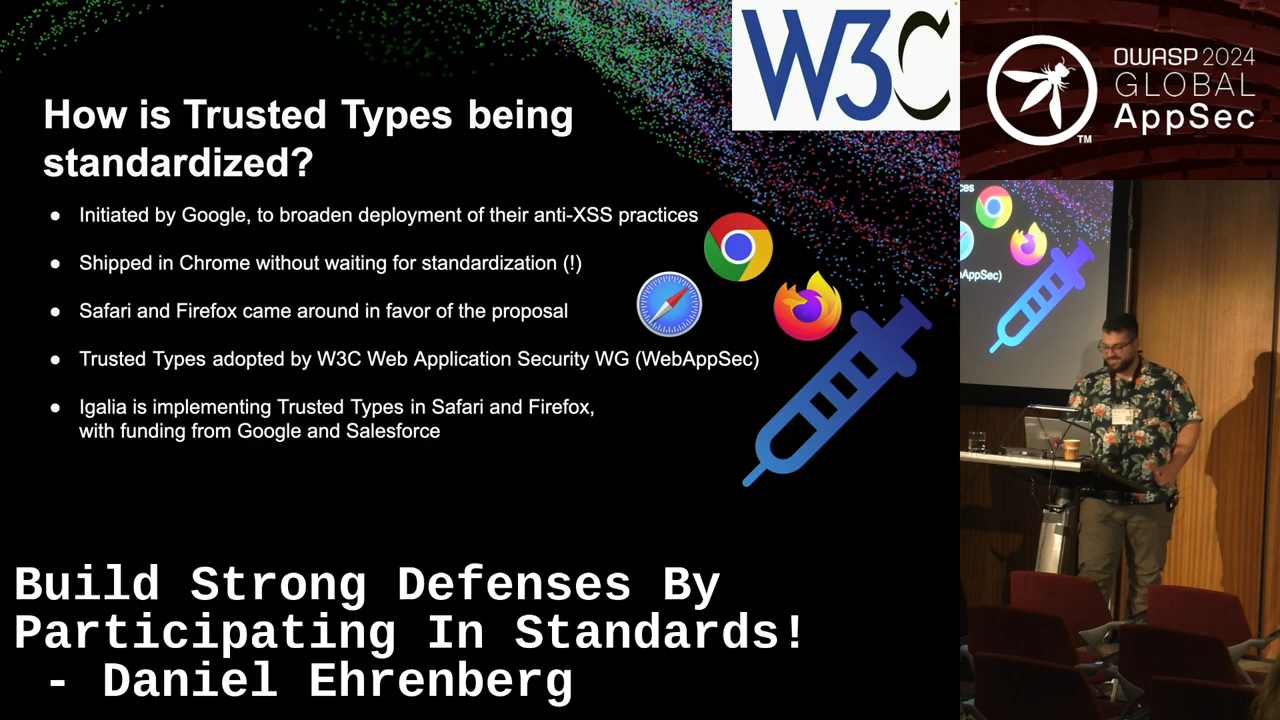 W3C
How is Trusted Types being
standardized?
● Initiated by Google, to broaden deployment of their anti-XSS practices
● Shipped in Chrome without waiting for standardization (!)
● Safari and Firefox came around in favor of the proposal
● Trusted Types adopted by W3C Web Application Security WG (WebAppSec)
● Igalia is implementing Trusted Types in Safari and Firefox,
with funding from Google and Salesforce
Build Strong Defenses By
Participating In Standards!
- Daniel Ehrenberg
OWASP 2024
GLOBAL
AppSec
TM